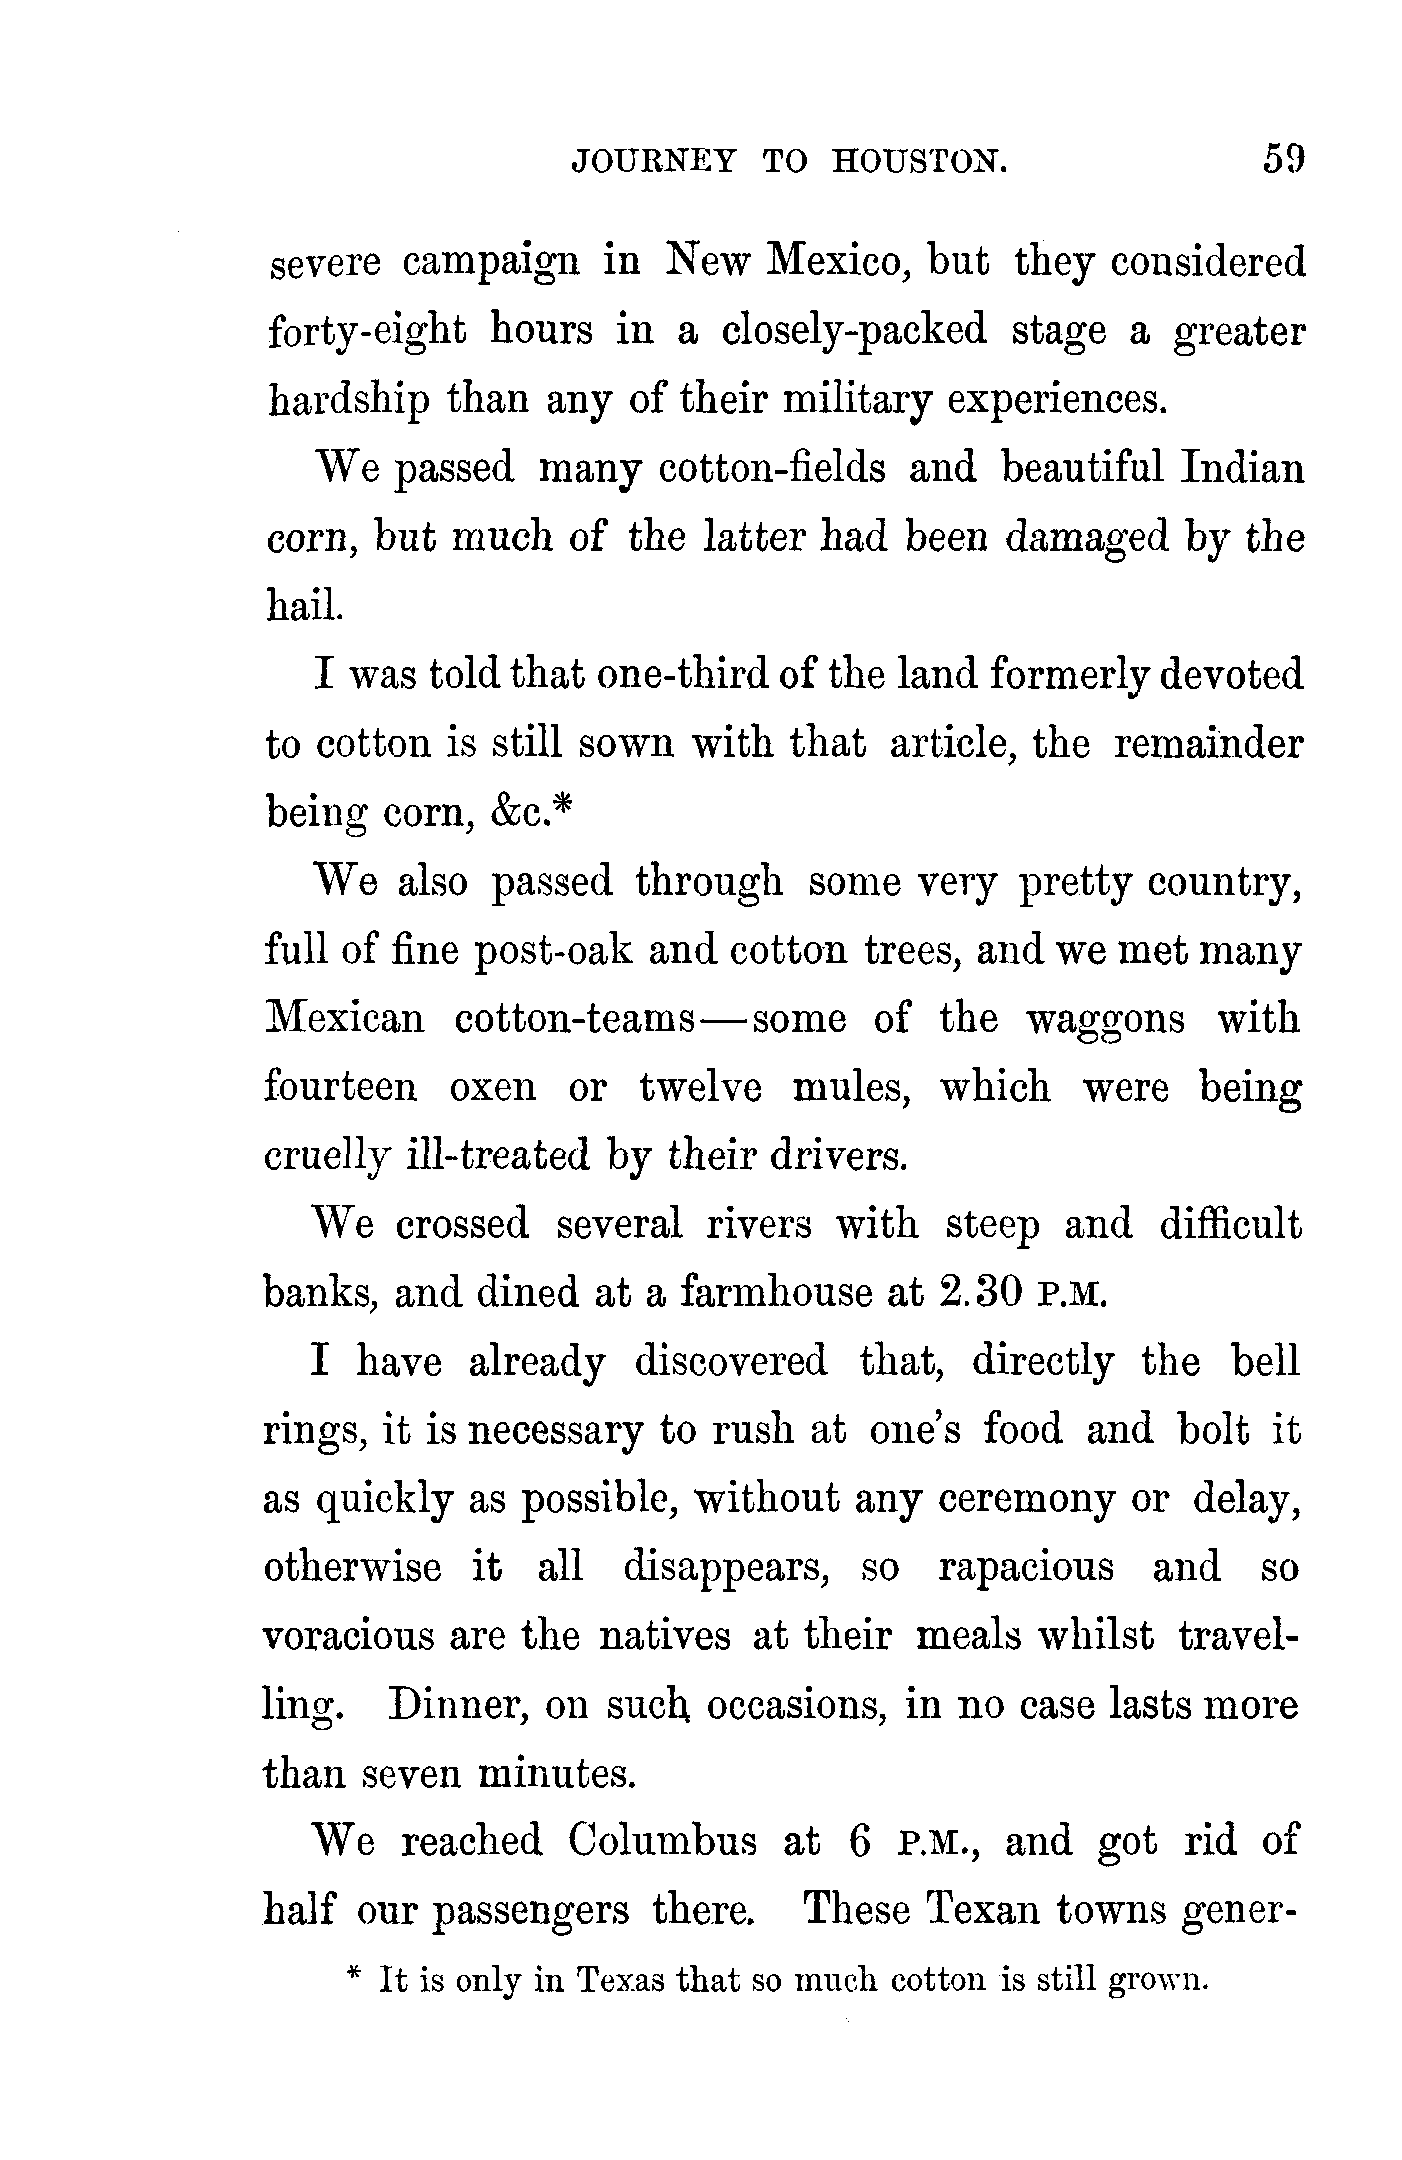 JOURNEY TO HOUSTON. 59
severe campaign in New Mexico, but they considered
forty-eight hours in a closely-packed stage a greater
hardship than any of their military experiences.
We passed many cotton-fields and beautiful Indian
corn, but much of the latter had been damaged by the
hail.
I was told that one-third of the land formerly devoted
to cotton is still sown with that article, the remainder
being corn, &c.*
We also passed through some very pretty country,
full of fine post-oak and cotton trees, and we met many
Mexican cotton-teams—some of the waggons with
fourteen oxen or twelve mules, which were being
cruelly ill-treated by their drivers.
We crossed several rivers with steep and difficult
banks, and dined at a farmhouse at 2.30 P.M.
I have already discovered that, directly the bell
rings, it is necessary to rush at one's food and bolt it
as quickly as possible, without any ceremony or delay,
otherwise it all disappears, so rapacious and so
voracious are the natives at their meals whilst travel-
ling. Dinner, on such occasions, in no case lasts more
than seven minutes.
We reached Columbus at 6 P.M., and got rid of
half our passengers there. These Texan towns gener-
* It is only in Texas that so much cotton is still grown.